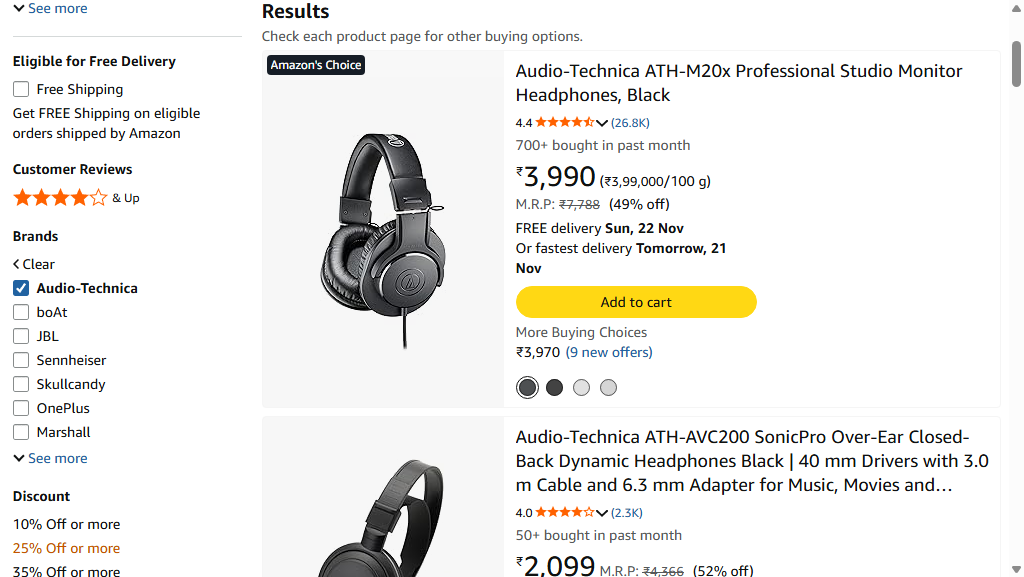 See more
Eligible for Free Delivery
Free Shipping
Get FREE Shipping on eligible
orders shipped by Amazon
Customer Reviews
& Up
Brands
Clear
Audio-Technica
boAt
JBL
Sennheiser
Skullcandy
OnePlus
Marshall
See more
Discount
10% Off or more
25% Off or more
35% Off or more
Results
Check each product page for other buying options.
Amazon's Choice
Audio-Technica ATH-M20x Professional Studio Monitor
Headphones, Black
4.4 (26.8K)
700+ bought in past month
₹3,990 (₹3,99,000/100 g)
M.R.P: ₹7,788 (49% off)
FREE delivery Sun, 22 Nov
Or fastest delivery Tomorrow, 21
Nov
Add to cart
More Buying Choices
₹3,970 (9 new offers)
Audio-Technica ATH-AVC200 SonicPro Over-Ear Closed-
Back Dynamic Headphones Black | 40 mm Drivers with 3.0
m Cable and 6.3 mm Adapter for Music, Movies and…
4.0 (2.3K)
50+ bought in past month
₹2,099 M.R.P: ₹4,366 (52% off)